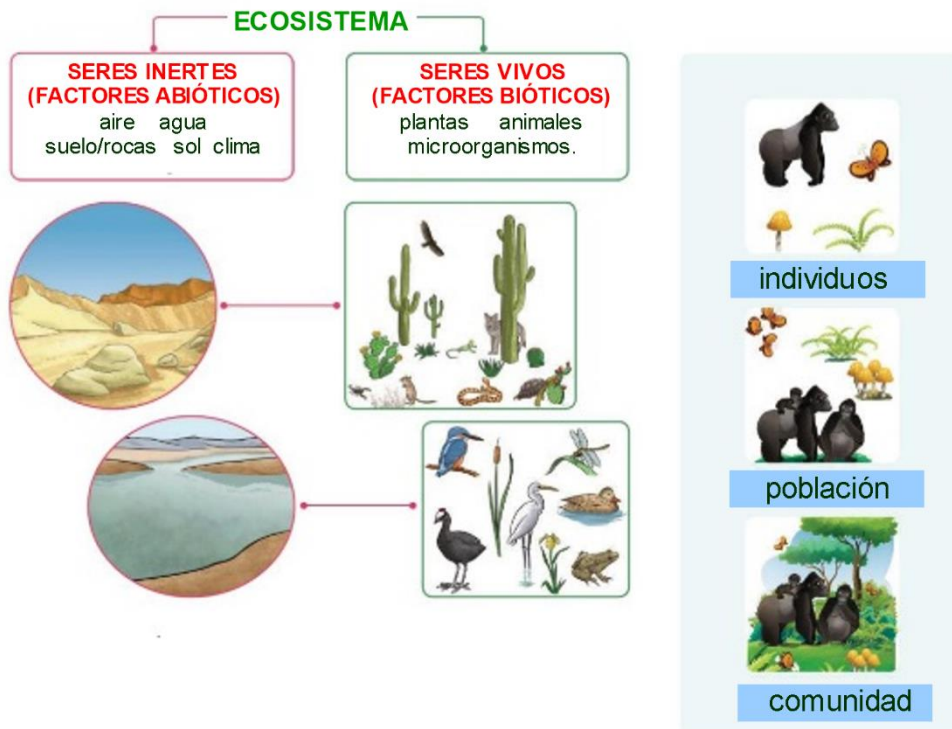 ECOSISTEMA
SERES INERTES
(FACTORES ABIÓTICOS)
aire agua
suelo/rocas sol clima
SERES VIVOS
(FACTORES BIÓTICOS)
plantas animales
microorganismos.
individuos
población
comunidad